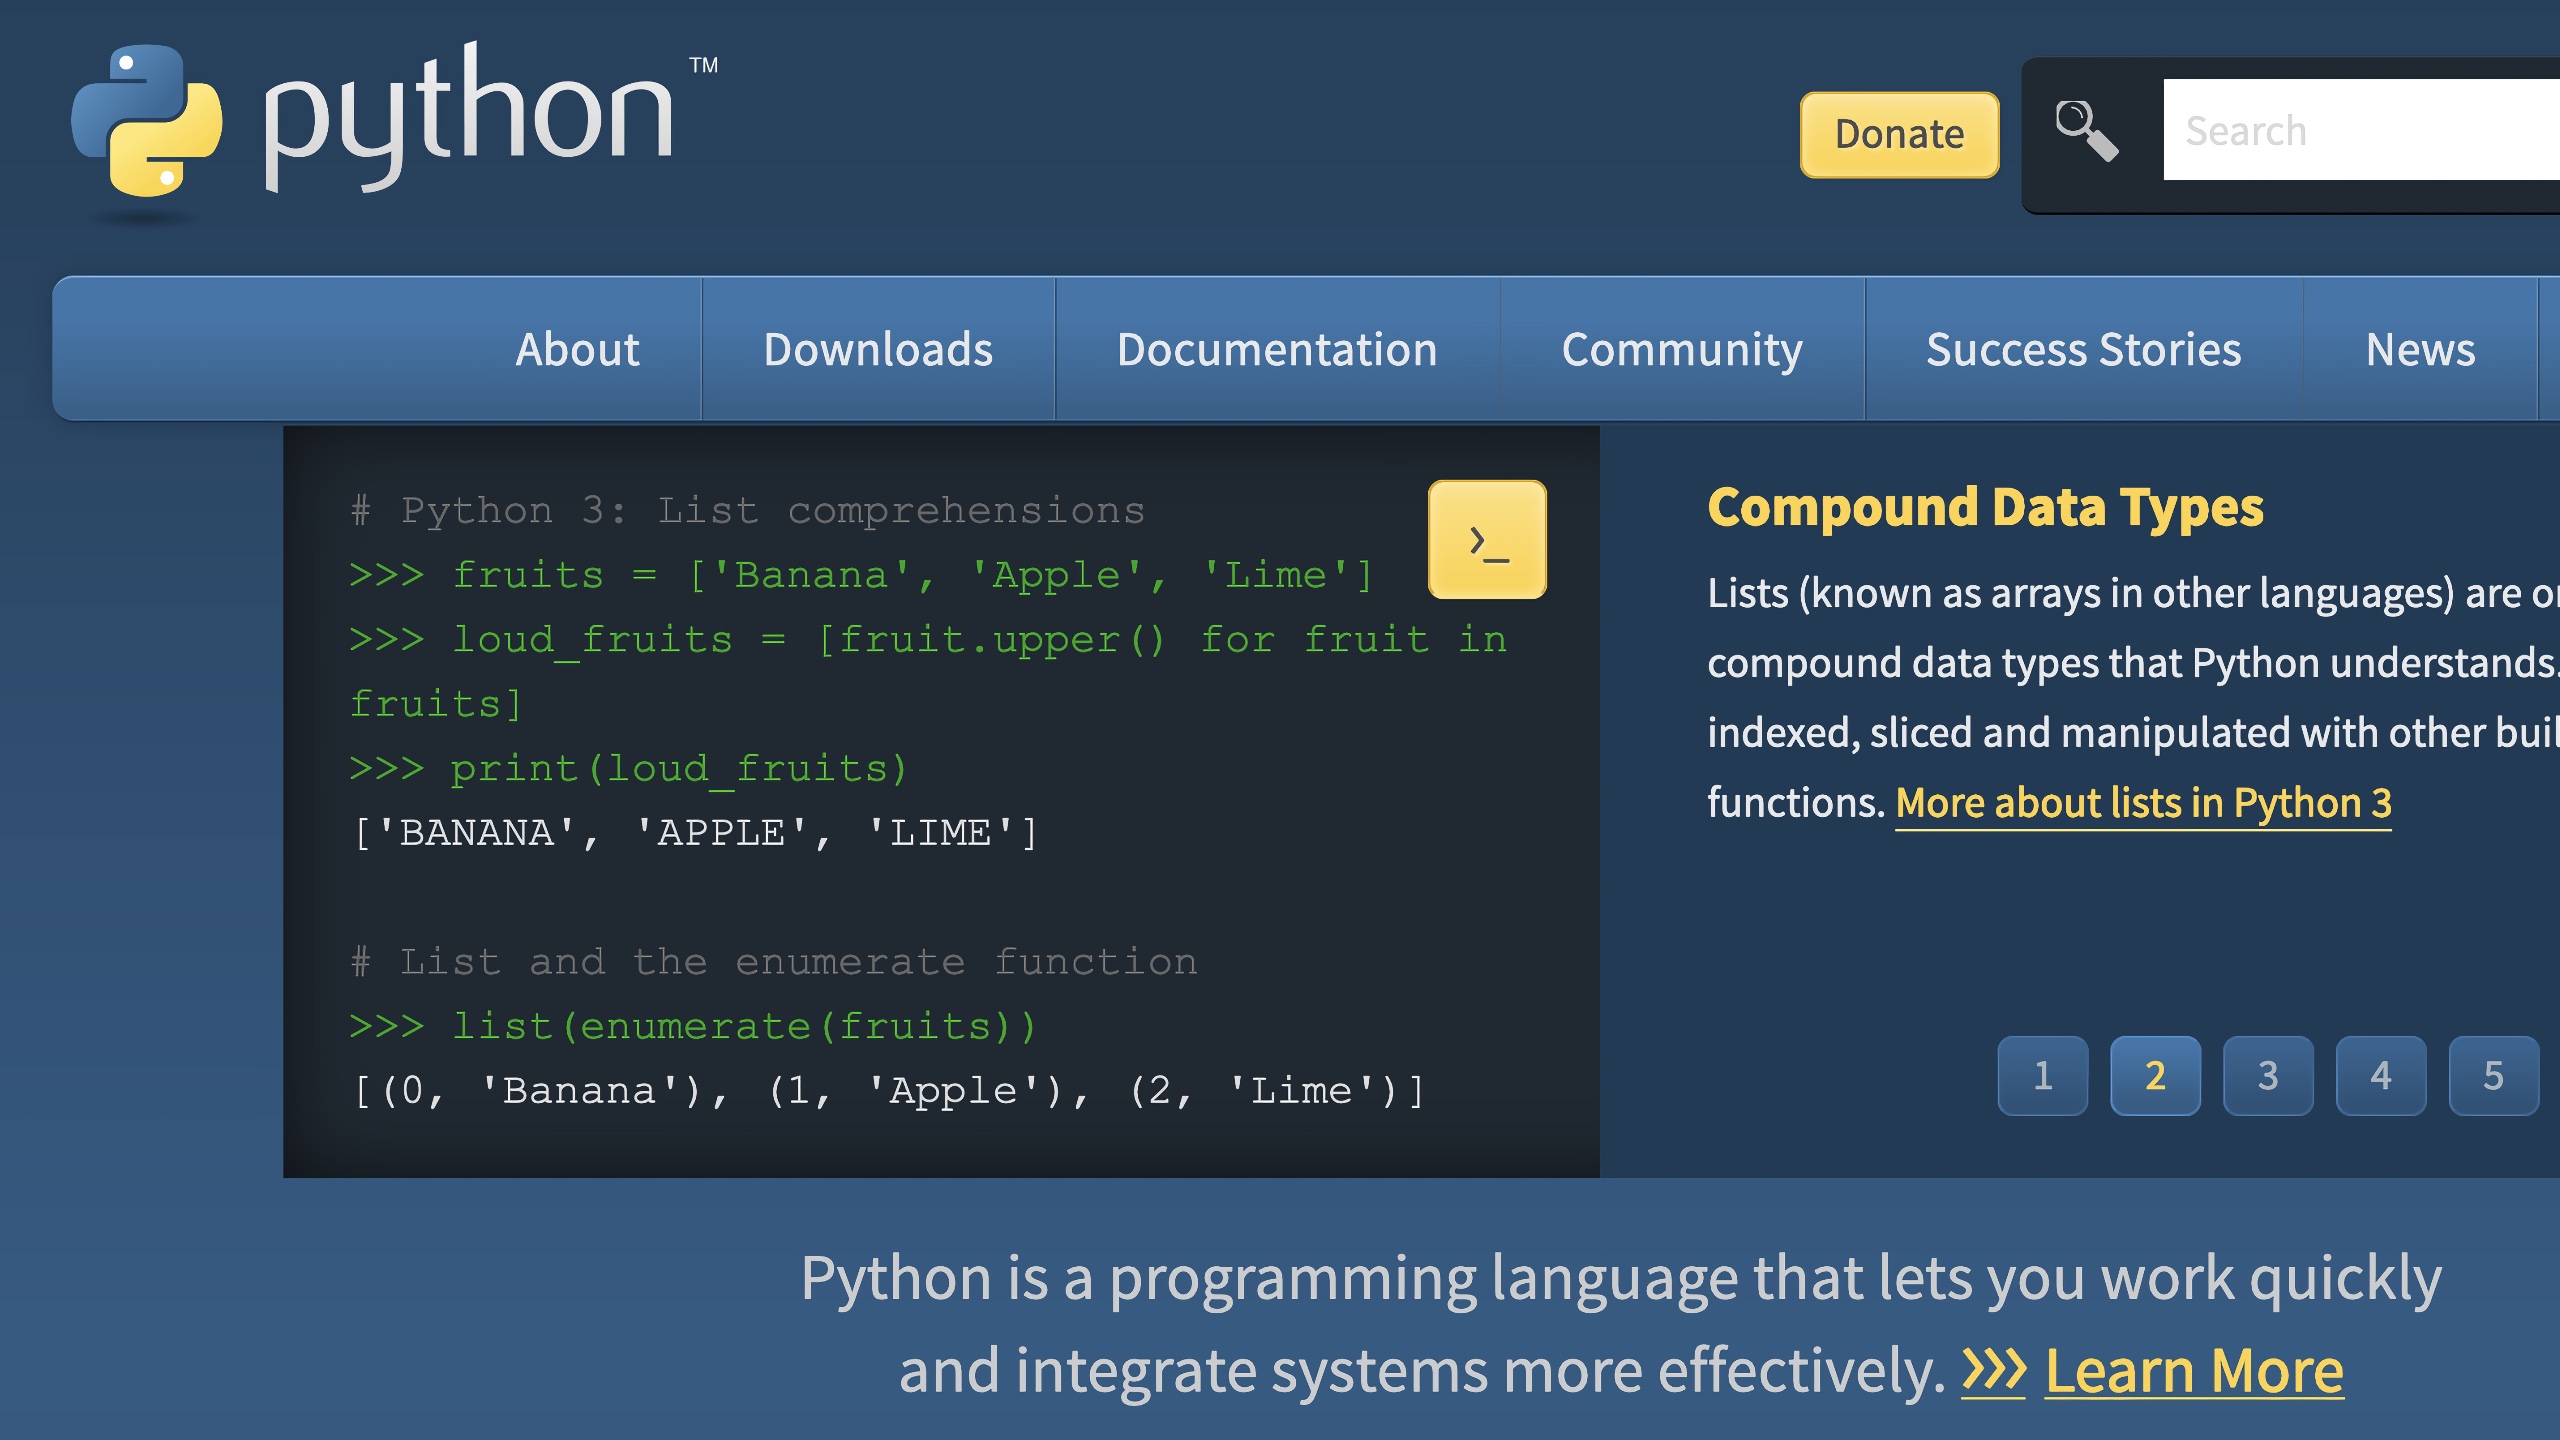 python™
Donate
Search
About Downloads Documentation Community Success Stories News
# Python 3: List comprehensions
>>> fruits = ['Banana', 'Apple', 'Lime']
>>> loud_fruits = [fruit.upper() for fruit in
fruits]
>>> print(loud_fruits)
['BANANA', 'APPLE', 'LIME']
# List and the enumerate function
>>> list(enumerate(fruits))
[(0, 'Banana'), (1, 'Apple'), (2, 'Lime')]
>_
Compound Data Types
Lists (known as arrays in other languages) are
compound data types that Python understands.
indexed, sliced and manipulated with other
functions. More about lists in Python 3
1 2 3 4 5
Python is a programming language that lets you work quickly
and integrate systems more effectively. >>> Learn More